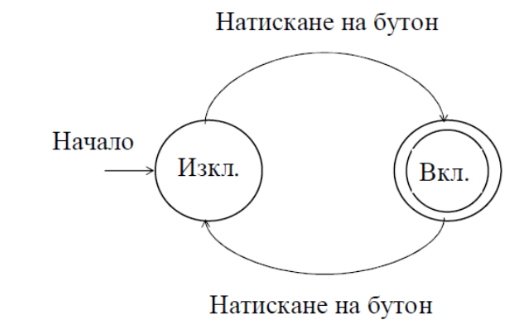 Натискане на бутон
Начало
Изкл.
Вкл.
Натискане на бутон